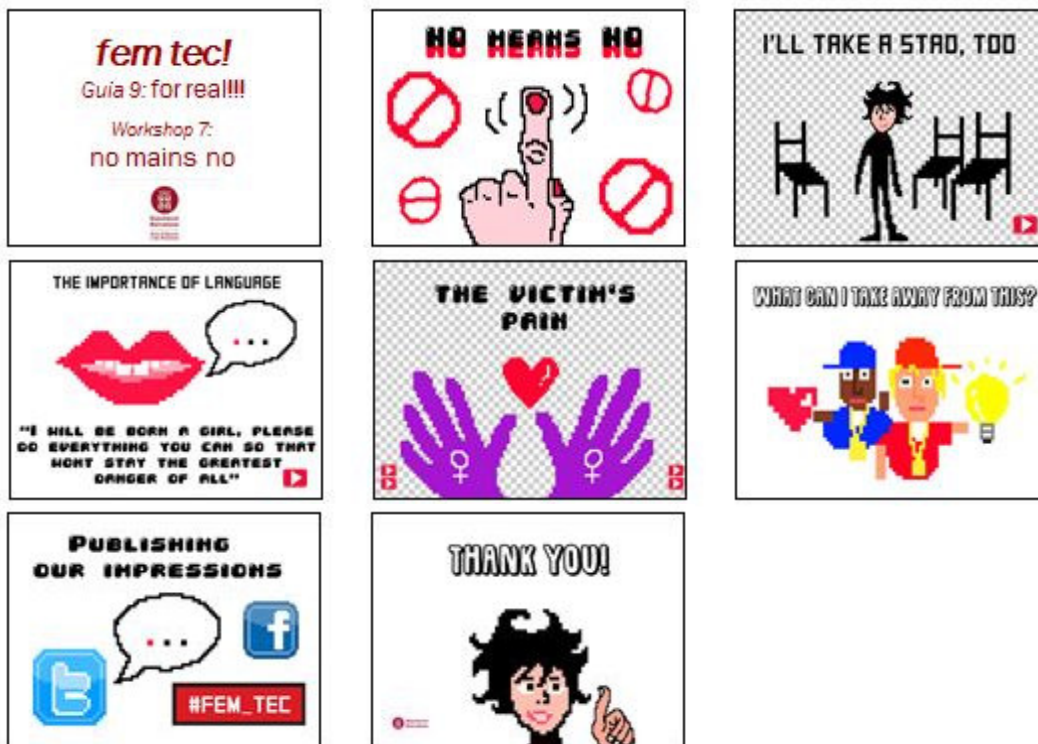 fem tec!
Guia 9: for real!!!
Workshop 7:
no mains no
NO MEANS NO
I'LL TAKE A STAD, TOO
THE IMPORTANCE OF LANGUAGE
"I WILL BE BORN A GIRL, PLEASE
DO EVERYTHING YOU CAN SO THAT
WONT STAY THE GREATEST
DANGER OF ALL"
THE VICTIM'S
PAIN
WHAT CAN I TAKE AWAY FROM THIS?
PUBLISHING
OUR IMPRESSIONS
#FEM_TEC
THANK YOU!